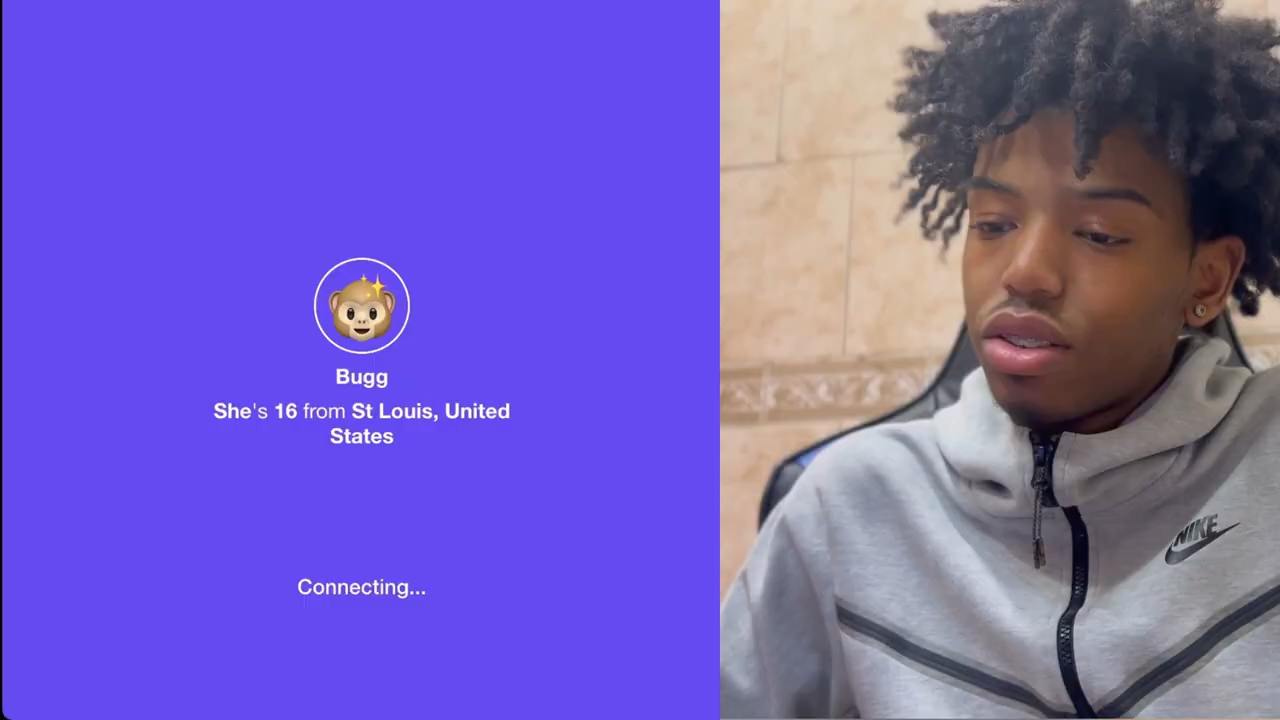 Bugg
She's 16 from St Louis, United
States
Connecting...
NIKE